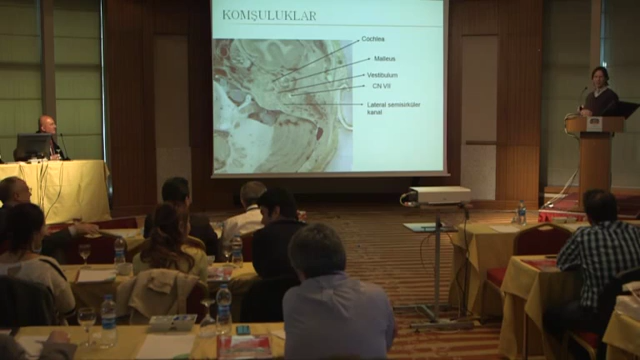 KOMŞULUKLAR
Cochlea
Malleus
Vestibulum
CN VII
Lateral semisirküler
kanal